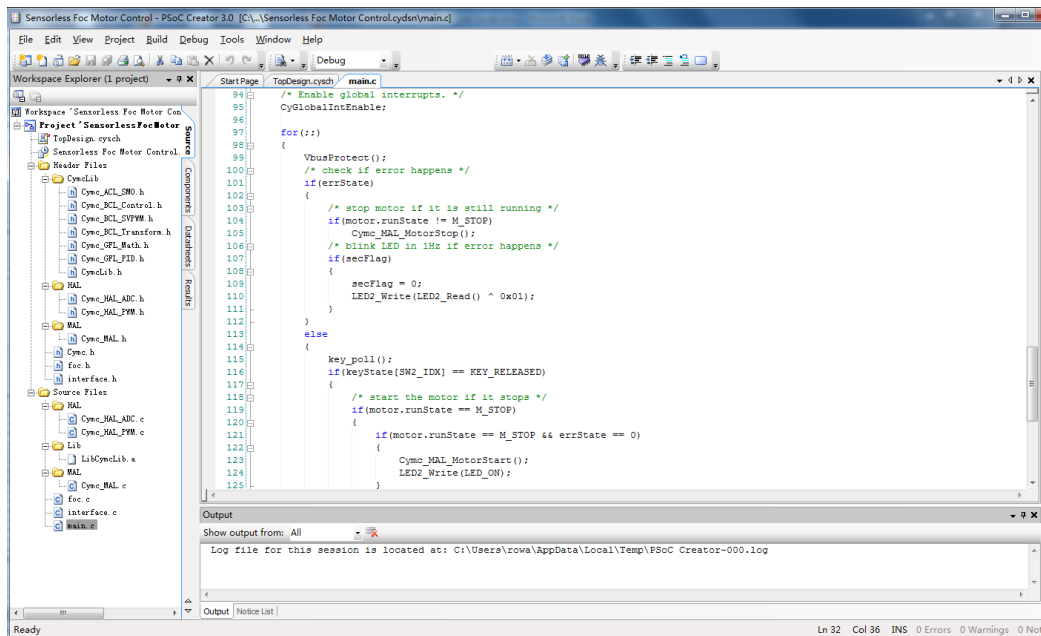 Sensorless Foc Motor Control - PSoC Creator 3.0 [C:\...\Sensorless Foc Motor Control.cydsn\main.c]
File Edit View Project Build Debug Tools Window Help
Debug
Workspace Explorer (1 project)
Start Page TopDesign.cysch main.c
Workspace 'Sensorless Foc Motor Con
Project 'SensorlessFocMotor
TopDesign.cysch
Sensorless Foc Motor Control.
Header Files
CymcLib
Cymc_ACL_SMO.h
Cymc_BCL_Control.h
Cymc_BCL_SVPWM.h
Cymc_BCL_Transform.h
Cymc_GPL_Math.h
Cymc_GPL_PID.h
CymcLib.h
HAL
Cymc_HAL_ADC.h
Cymc_HAL_PWM.h
MAL
Cymc_MAL.h
Cymc.h
foc.h
interface.h
Source Files
HAL
Cymc_HAL_ADC.c
Cymc_HAL_PWM.c
Lib
LibCymcLib.a
MAL
Cymc_MAL.c
foc.c
interface.c
main.c
Source
Components
Datasheets
Results
94 /* Enable global interrupts. */
95 CyGlobalIntEnable;
96
97 for(;;)
98 {
99 VbusProtect();
100 /* check if error happens */
101 if(errState)
102 {
103 /* stop motor if it is still running */
104 if(motor.runState != M_STOP)
105 Cymc_MAL_MotorStop();
106 /* blink LED in 1Hz if error happens */
107 if(secFlag)
108 {
109 secFlag = 0;
110 LED2_Write(LED2_Read() ^ 0x01);
111 }
112 }
113 else
114 {
115 key_poll();
116 if(keyState[SW2_IDX] == KEY_RELEASED)
117 {
118 /* start the motor if it stops */
119 if(motor.runState == M_STOP)
120 {
121 if(motor.runState == M_STOP && errState == 0)
122 {
123 Cymc_MAL_MotorStart();
124 LED2_Write(LED_ON);
125 }
Output
Show output from: All
Log file for this session is located at: C:\Users\rowa\AppData\Local\Temp\PSoC Creator-000.log
Output Notice List
Ready Ln 32 Col 36 INS 0 Errors 0 Warnings 0 Not